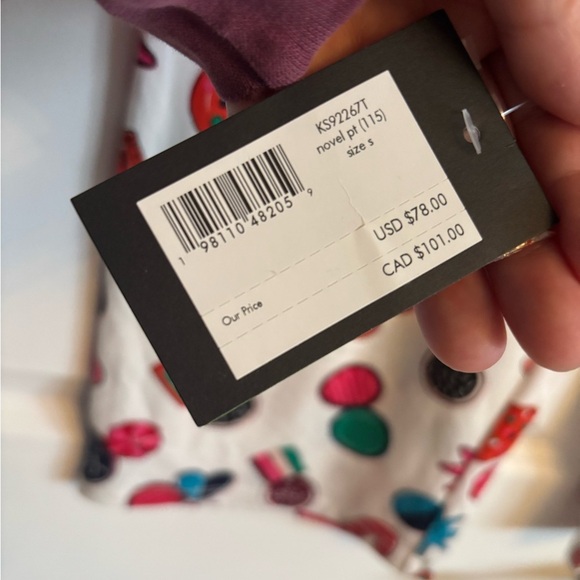 KS92267T
novel pt (115)
size s
1 98110 48205 9
USD $78.00
CAD $101.00
Our Price